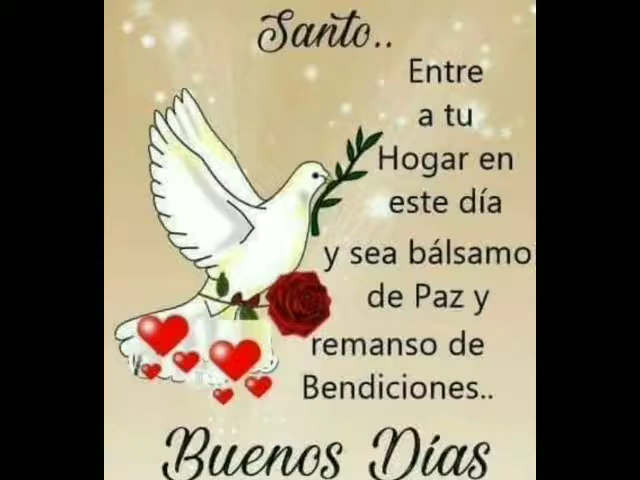 Santo..
Entre
a tu
Hogar en
este día
y sea bálsamo
de Paz y
remanso de
Bendiciones..
Buenos Días